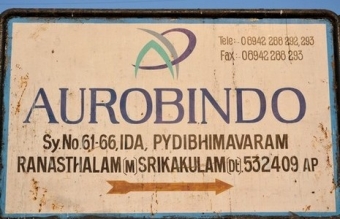 Tele: 08942 288 292, 293
Fax: 08942 288 293
AUROBINDO
Sy.No.61-66, IDA, PYDIBHIMAVARAM
RANASTHALAM (M) SRIKAKULAM (Dt). 532409 AP